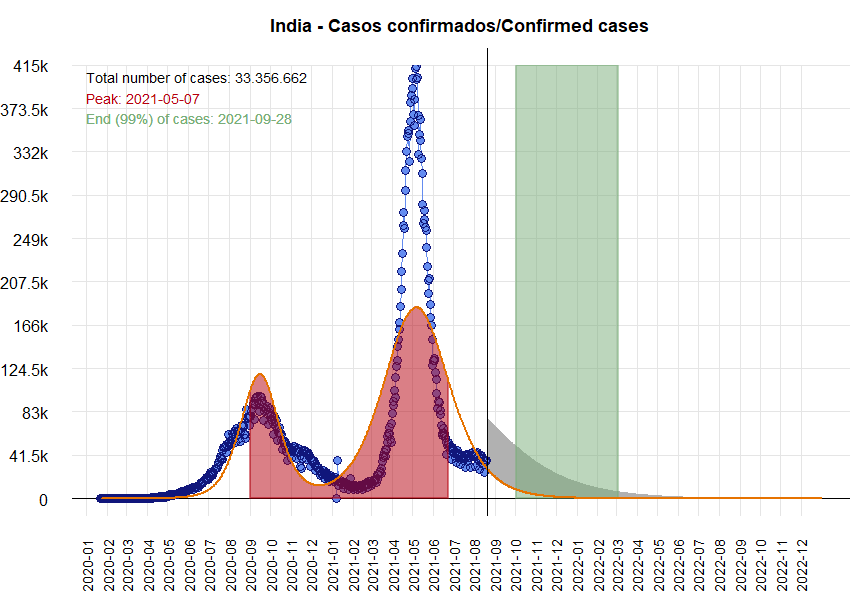 India - Casos confirmados/Confirmed cases
Total number of cases: 33.356.662
Peak: 2021-05-07
End (99%) of cases: 2021-09-28
415k
373.5k
332k
290.5k
249k
207.5k
166k
124.5k
83k
41.5k
0
2020-01
2020-02
2020-03
2020-04
2020-05
2020-06
2020-07
2020-08
2020-09
2020-10
2020-11
2020-12
2021-01
2021-02
2021-03
2021-04
2021-05
2021-06
2021-07
2021-08
2021-09
2021-10
2021-11
2021-12
2022-01
2022-02
2022-03
2022-04
2022-05
2022-06
2022-07
2022-08
2022-09
2022-10
2022-11
2022-12